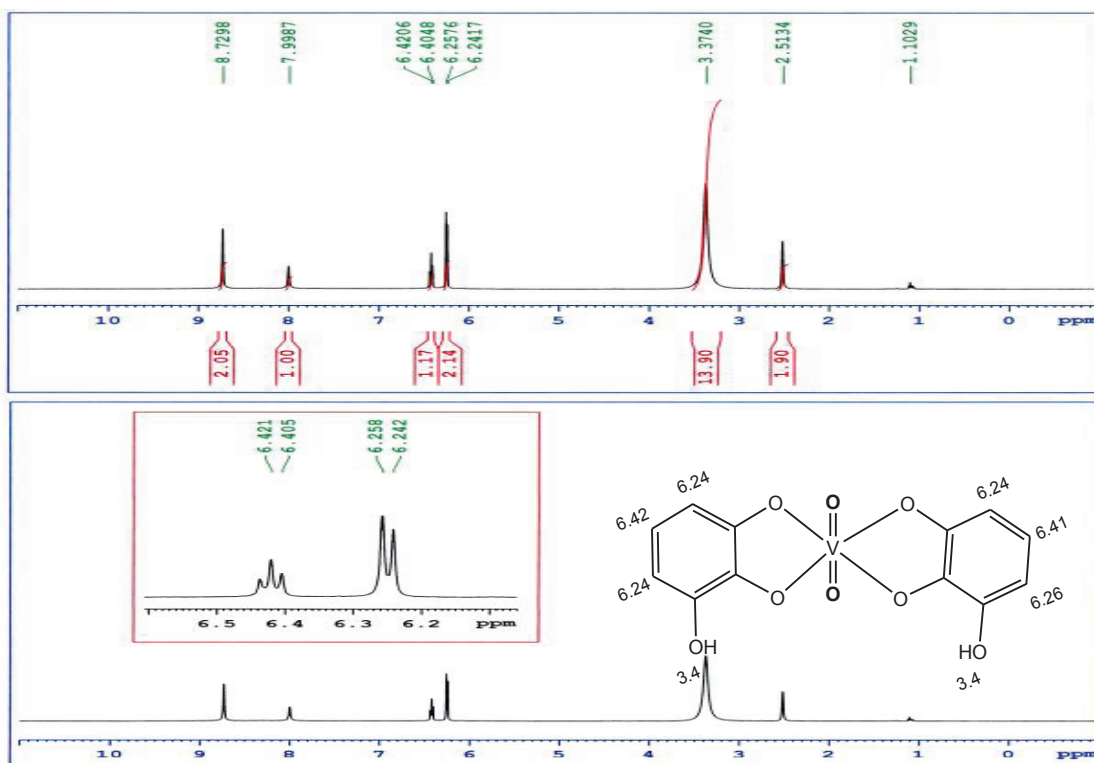 8.7298
7.9987
6.4206
6.4048
6.2576
6.2417
3.3740
2.5134
1.1029
10 9 8 7 6 5 4 3 2 1 0 ppm
2.05
1.00
1.17
2.14
13.90
1.90
6.421
6.405
6.258
6.242
6.5 6.4 6.3 6.2 ppm
6.24 O O O 6.24
6.42 V 6.41
6.24 O O O 6.26
OH HO
3.4 3.4
10 9 8 7 6 5 4 3 2 1 0 ppm